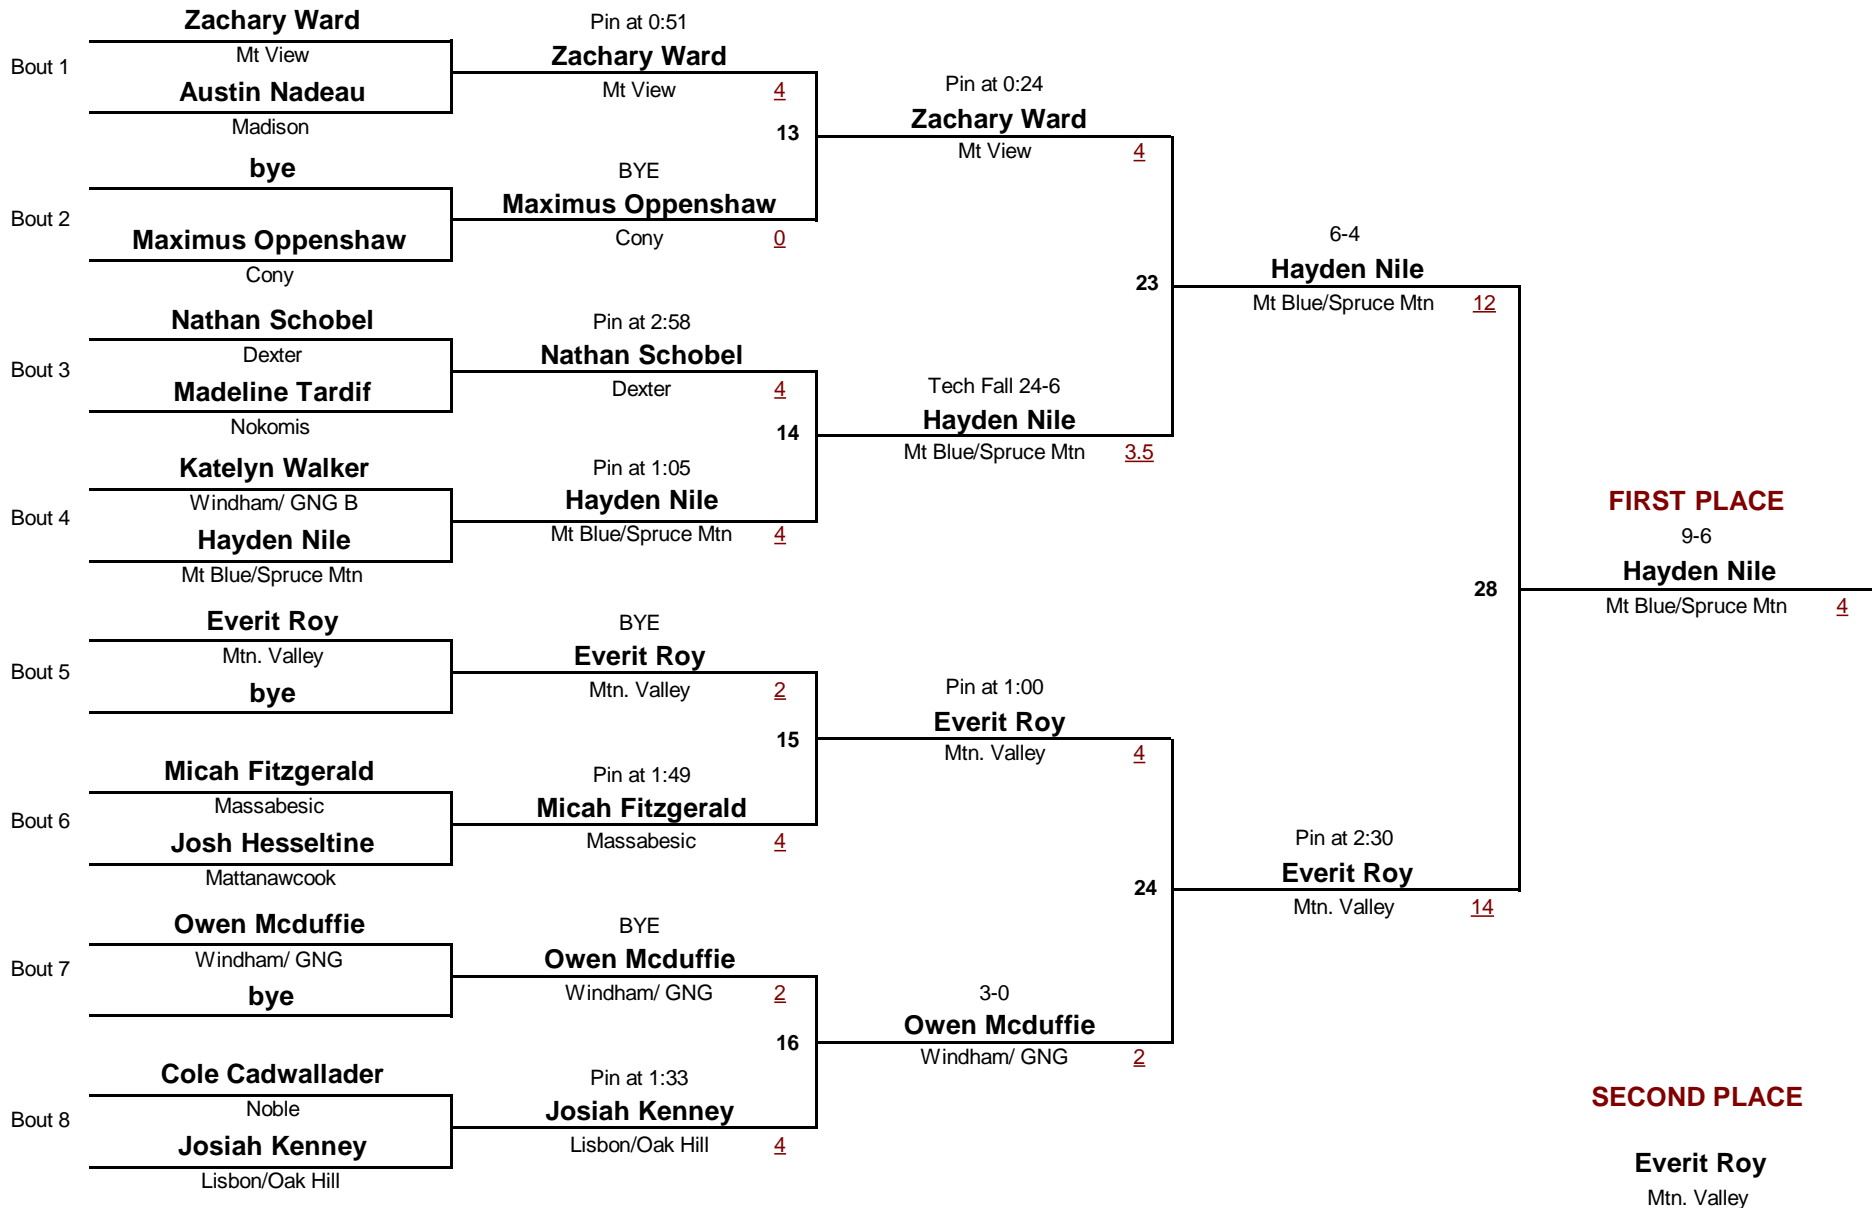 Zachary Ward
Mt View
Bout 1
Austin Nadeau
Madison
bye
Bout 2
Maximus Oppenshaw
Cony
Nathan Schobel
Dexter
Bout 3
Madeline Tardif
Nokomis
Katelyn Walker
Windham/ GNG B
Bout 4
Hayden Nile
Mt Blue/Spruce Mtn
Everit Roy
Mtn. Valley
Bout 5
bye
Micah Fitzgerald
Massabesic
Bout 6
Josh Hesseltine
Mattanawcook
Owen Mcduffie
Windham/ GNG
Bout 7
bye
Cole Cadwallader
Noble
Bout 8
Josiah Kenney
Lisbon/Oak Hill
Pin at 0:51
Zachary Ward
Mt View 4
13
BYE
Maximus Oppenshaw
Cony 0
Pin at 2:58
Nathan Schobel
Dexter 4
14
Pin at 1:05
Hayden Nile
Mt Blue/Spruce Mtn 4
BYE
Everit Roy
Mtn. Valley 2
15
Pin at 1:49
Micah Fitzgerald
Massabesic 4
BYE
Owen Mcduffie
Windham/ GNG 2
16
Pin at 1:33
Josiah Kenney
Lisbon/Oak Hill 4
Pin at 0:24
Zachary Ward
Mt View 4
23
Tech Fall 24-6
Hayden Nile
Mt Blue/Spruce Mtn 3.5
Pin at 1:00
Everit Roy
Mtn. Valley 4
24
3-0
Owen Mcduffie
Windham/ GNG 2
6-4
Hayden Nile
Mt Blue/Spruce Mtn 12
28
Pin at 2:30
Everit Roy
Mtn. Valley 14
FIRST PLACE
9-6
Hayden Nile
Mt Blue/Spruce Mtn 4
SECOND PLACE
Everit Roy
Mtn. Valley